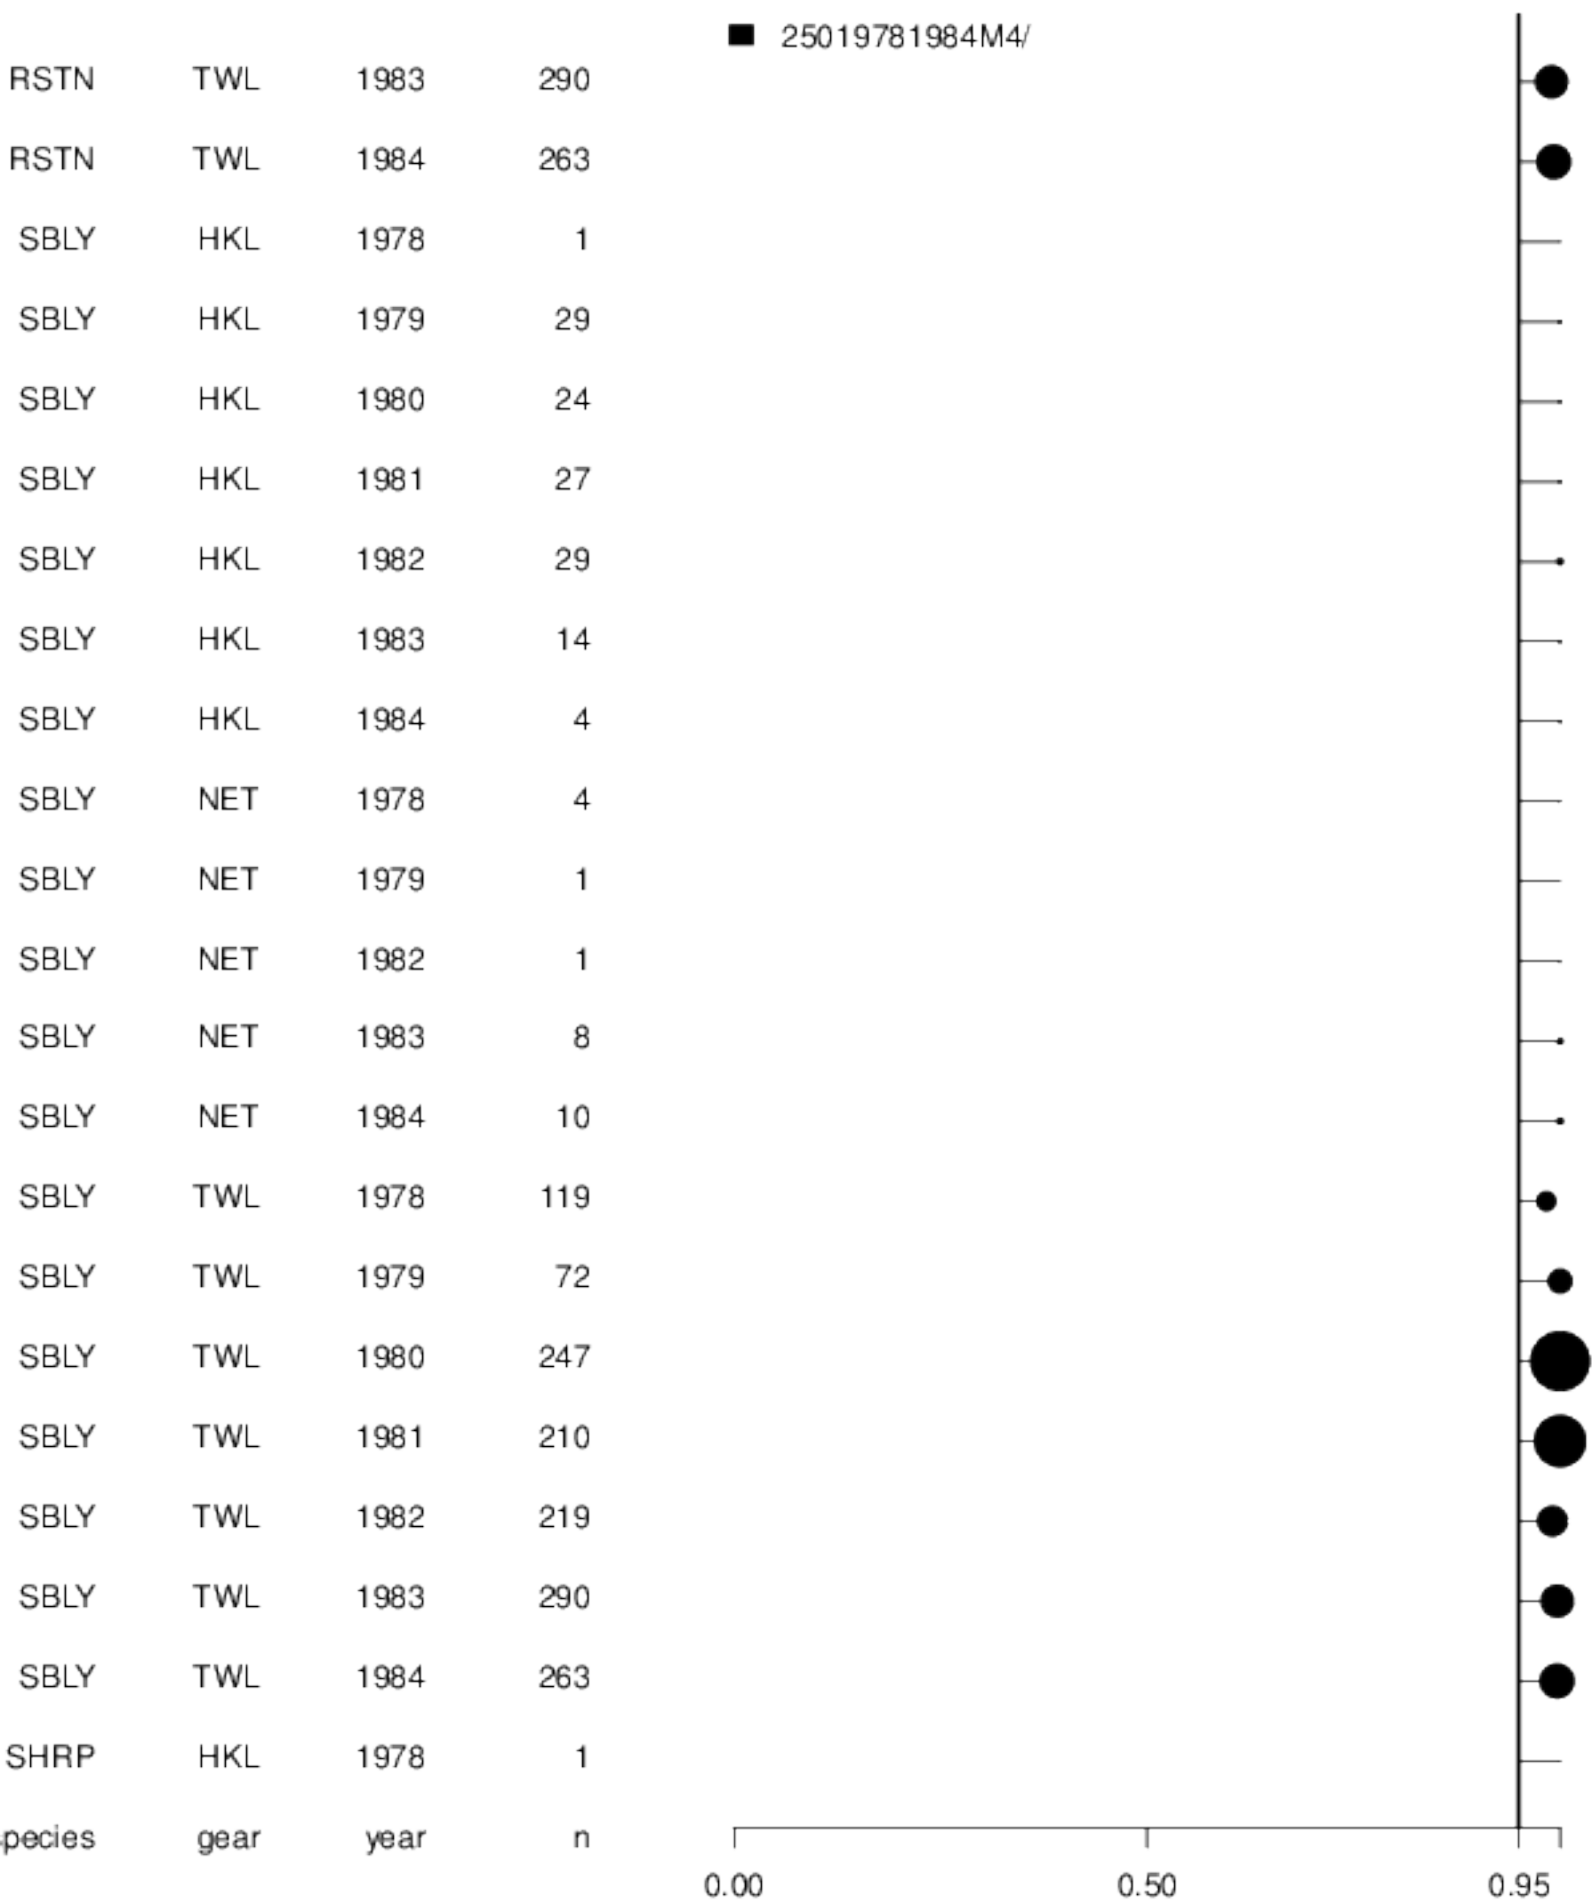 25019781984M4/
RSTN TWL 1983 290
RSTN TWL 1984 263
SBLY HKL 1978 1
SBLY HKL 1979 29
SBLY HKL 1980 24
SBLY HKL 1981 27
SBLY HKL 1982 29
SBLY HKL 1983 14
SBLY HKL 1984 4
SBLY NET 1978 4
SBLY NET 1979 1
SBLY NET 1982 1
SBLY NET 1983 8
SBLY NET 1984 10
SBLY TWL 1978 119
SBLY TWL 1979 72
SBLY TWL 1980 247
SBLY TWL 1981 210
SBLY TWL 1982 219
SBLY TWL 1983 290
SBLY TWL 1984 263
SHRP HKL 1978 1
pecies gear year n
0.00 0.50 0.95